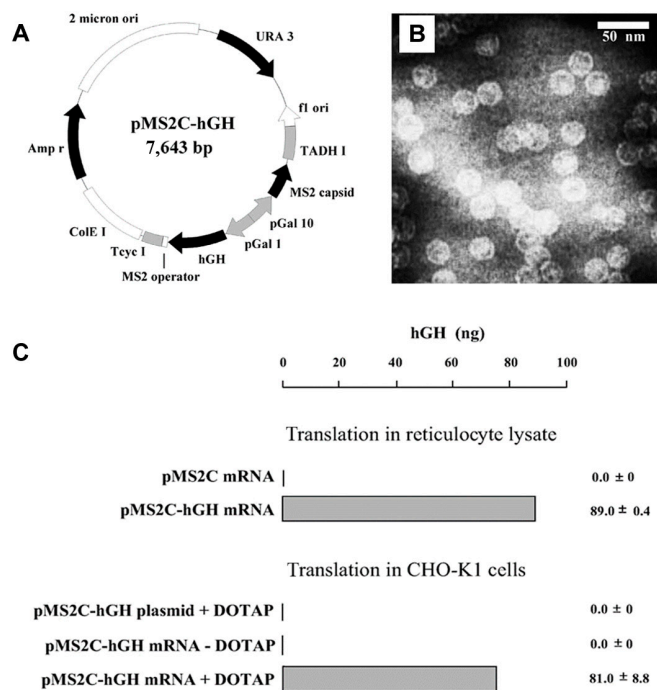 A
2 micron ori
URA 3
f1 ori
pMS2C-hGH
7,643 bp
TADH I
Amp r
MS2 capsid
pGal 10
pGal 1
ColE I
Tcyc I
hGH
MS2 operator
B
50 nm
C
hGH (ng)
0 20 40 60 80 100
Translation in reticulocyte lysate
pMS2C mRNA 0.0 ± 0
pMS2C-hGH mRNA 89.0 ± 0.4
Translation in CHO-K1 cells
pMS2C-hGH plasmid + DOTAP 0.0 ± 0
pMS2C-hGH mRNA - DOTAP 0.0 ± 0
pMS2C-hGH mRNA + DOTAP 81.0 ± 8.8